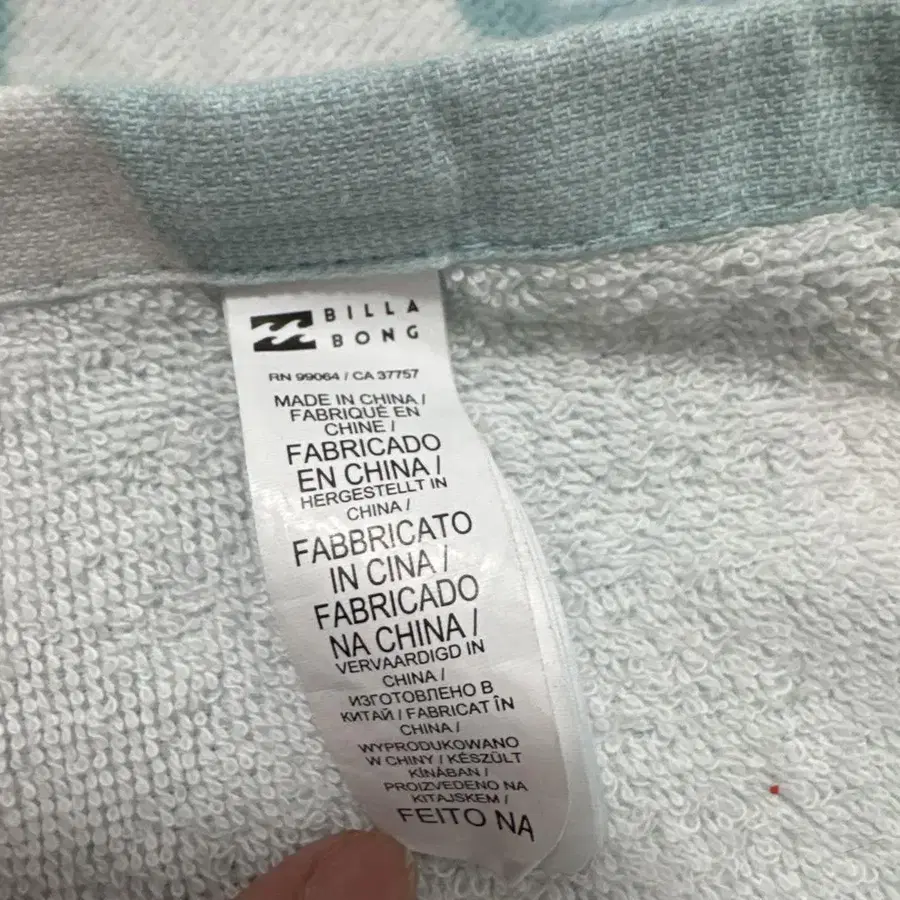 BILLA
BONG
RN 99064 / CA 37757
MADE IN CHINA /
FABRIQUÉ EN
CHINE /
FABRICADO
EN CHINA /
HERGESTELLT IN
CHINA /
FABBRICATO
IN CINA /
FABRICADO
NA CHINA /
VERVAARDIGD IN
CHINA /
ИЗГОТОВЛЕНО В
КИТАЙ / FABRICAT ÎN
CHINA /
WYPRODUKOWANO
W CHINY / KÉSZÜLT
KÍNÁBAN /
PROIZVEDENO NA
KITAJSKEM /
FEITO NA